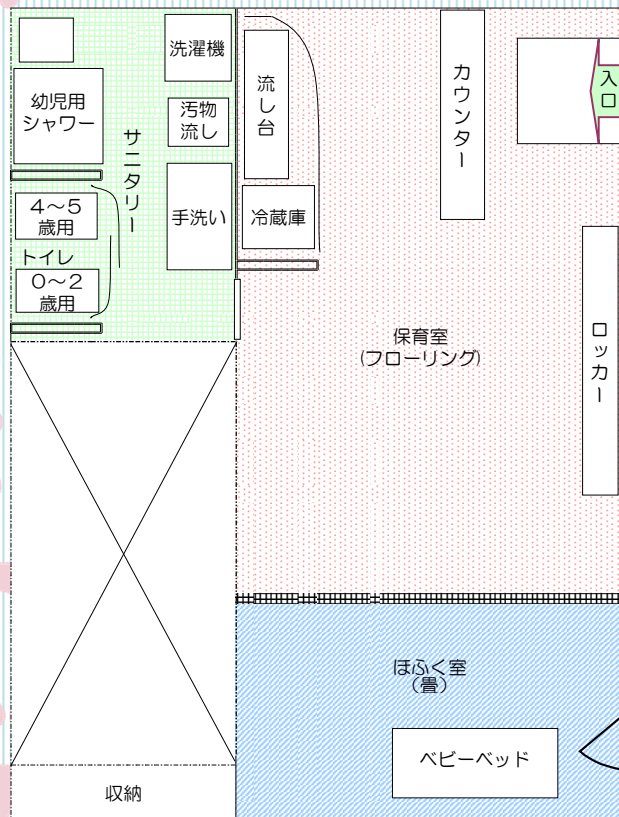 洗濯機
幼児用
シャワー
汚物
流し
サニタリー
手洗い
4〜5
歳用
トイレ
0〜2
歳用
流し台
冷蔵庫
カウンター
入口
ロッカー
保育室
(フローリング)
ほふく室
(畳)
ベビーベッド
収納